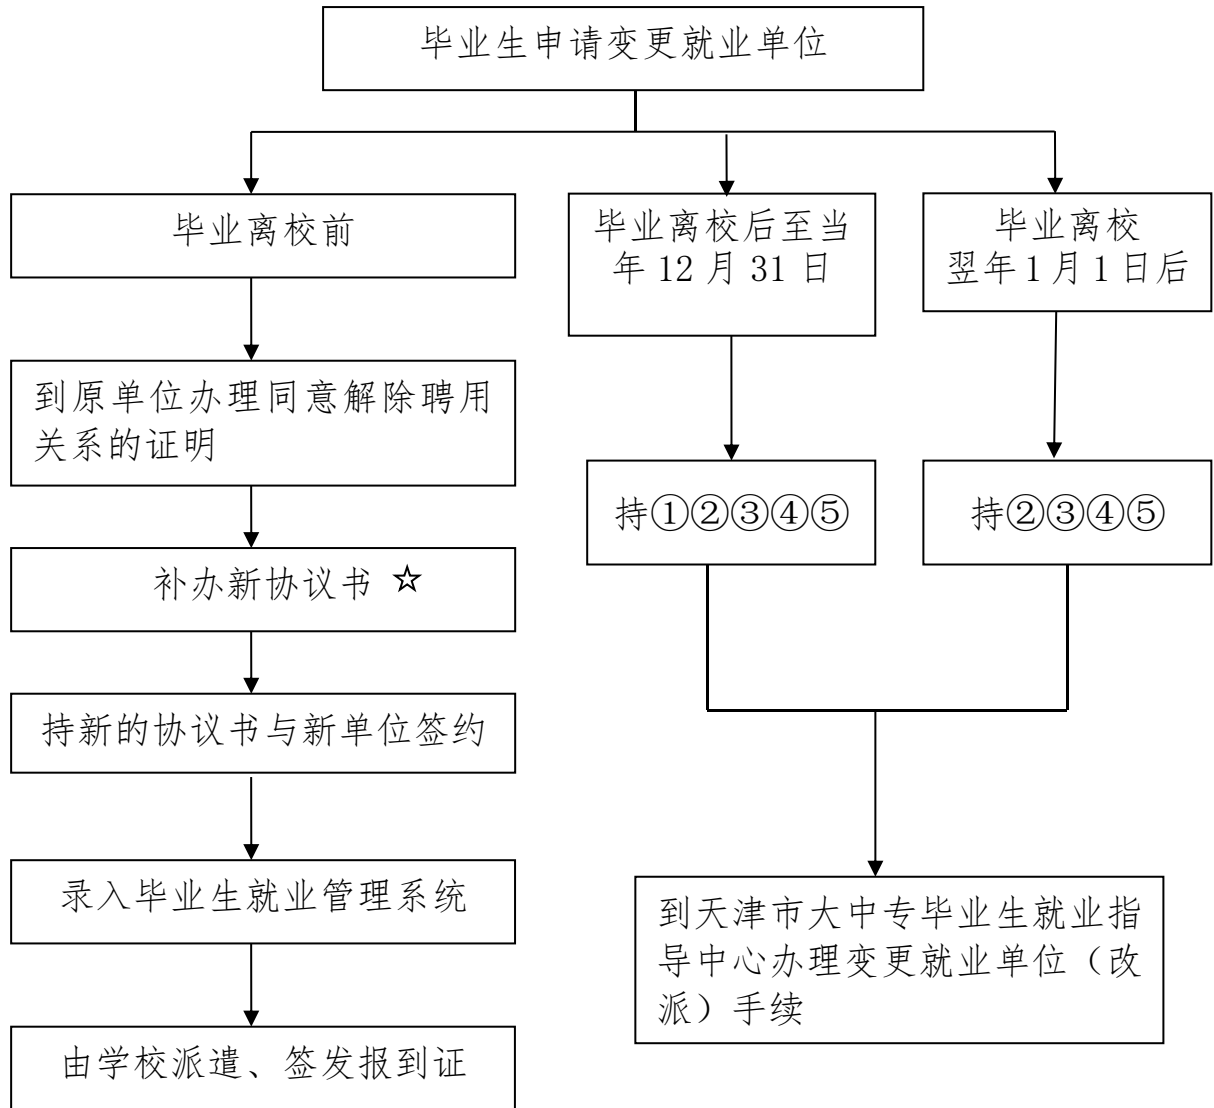 毕业生申请变更就业单位
毕业离校前
毕业离校后至当
年 12 月 31 日
毕业离校
翌年1月1日后
到原单位办理同意解除聘用
关系的证明
持①②③④⑤
持②③④⑤
补办新协议书 ☆
持新的协议书与新单位签约
录入毕业生就业管理系统
到天津市大中专毕业生就业指
导中心办理变更就业单位（改
派）手续
由学校派遣、签发报到证